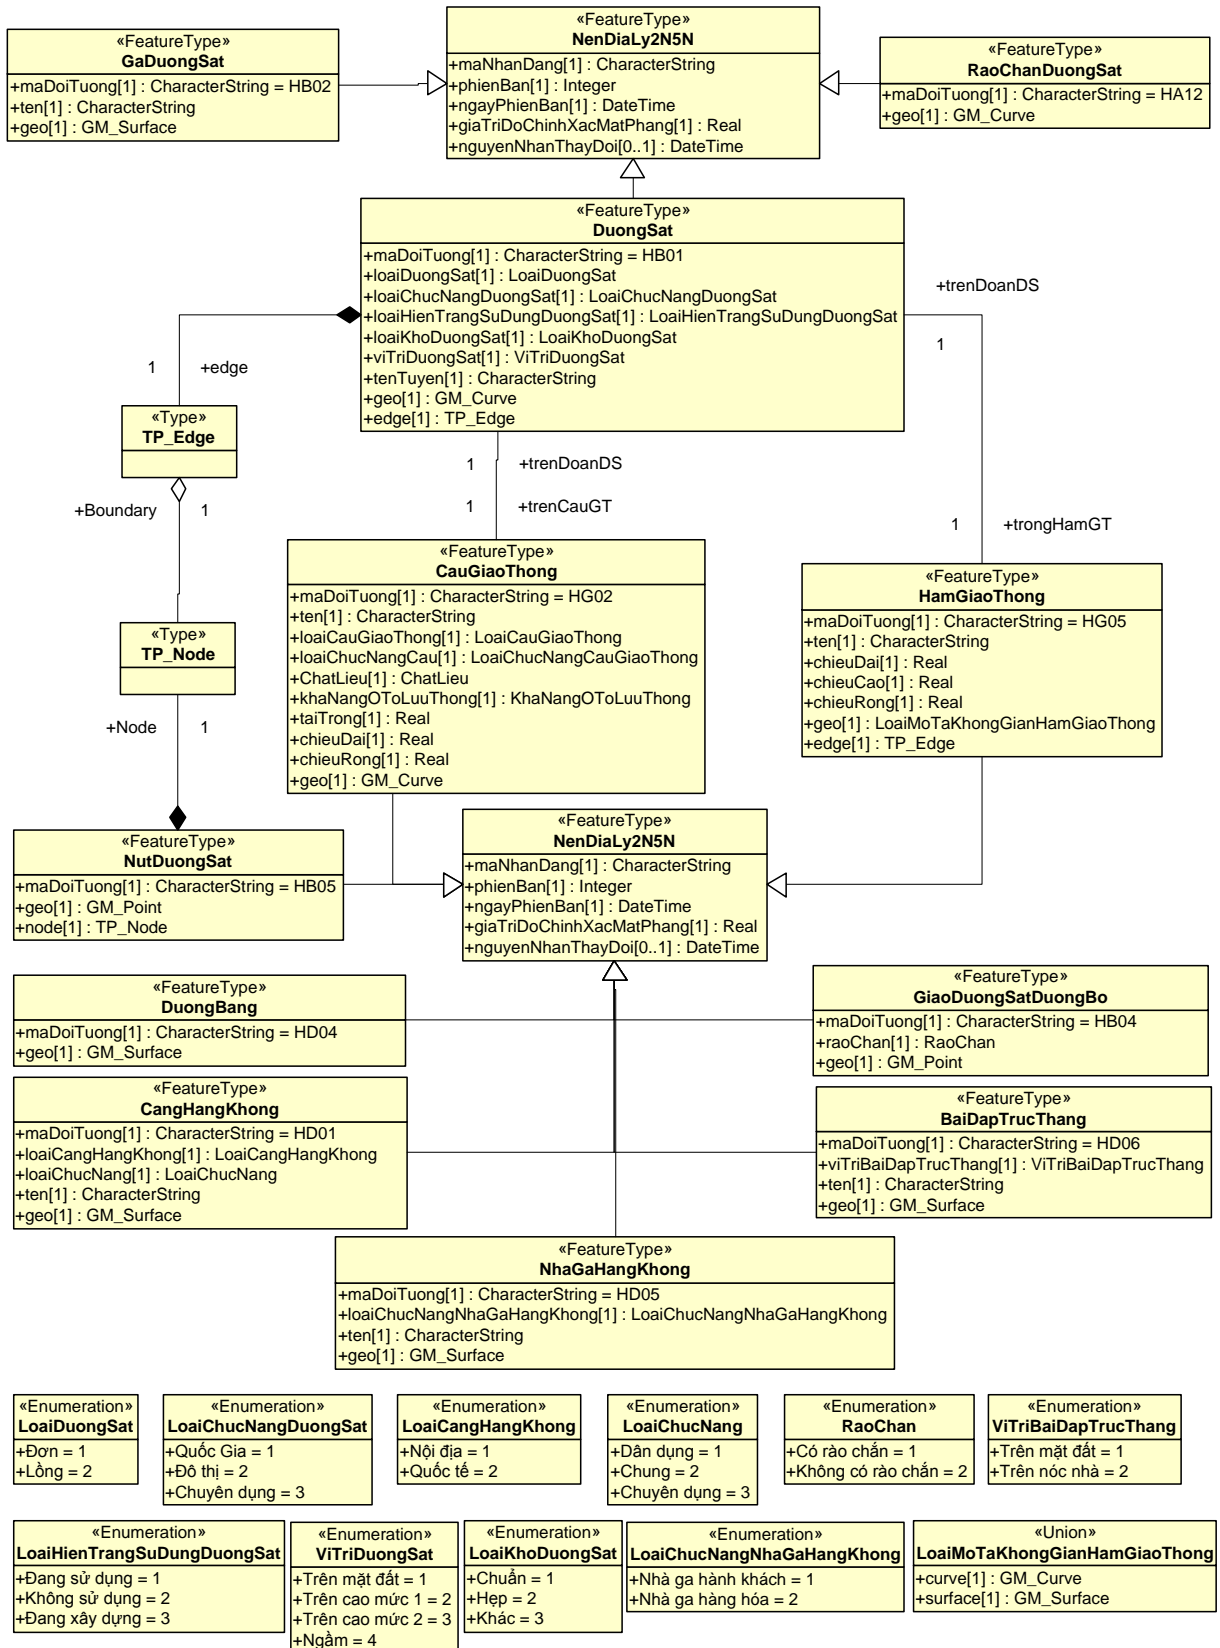 «FeatureType»
GaDuongSat
+maDoiTuong[1] : CharacterString = HB02
+ten[1] : CharacterString
+geo[1] : GM_Surface
«FeatureType»
NenDiaLy2N5N
+maNhanDang[1] : CharacterString
+phienBan[1] : Integer
+ngayPhienBan[1] : DateTime
+giaTriDoChinhXacMatPhang[1] : Real
+nguyenNhanThayDoi[0..1] : DateTime
«FeatureType»
RaoChanDuongSat
+maDoiTuong[1] : CharacterString = HA12
+geo[1] : GM_Curve
«FeatureType»
DuongSat
+maDoiTuong[1] : CharacterString = HB01
+loaiDuongSat[1] : LoaiDuongSat
+loaiChucNangDuongSat[1] : LoaiChucNangDuongSat
+loaiHienTrangSuDungDuongSat[1] : LoaiHienTrangSuDungDuongSat
+loaiKhoDuongSat[1] : LoaiKhoDuongSat
+viTriDuongSat[1] : ViTriDuongSat
+tenTuyen[1] : CharacterString
+geo[1] : GM_Curve
+edge[1] : TP_Edge
+trenDoanDS
1
1
+edge
«Type»
TP_Edge
+Boundary
1
1
+trenDoanDS
1
+trenCauGT
1
+trongHamGT
«Type»
TP_Node
+Node
1
«FeatureType»
CauGiaoThong
+maDoiTuong[1] : CharacterString = HG02
+ten[1] : CharacterString
+loaiCauGiaoThong[1] : LoaiCauGiaoThong
+loaiChucNangCau[1] : LoaiChucNangCauGiaoThong
+ChatLieu[1] : ChatLieu
+khaNangOToLuuThong[1] : KhaNangOToLuuThong
+taiTrong[1] : Real
+chieuDai[1] : Real
+chieuRong[1] : Real
+geo[1] : GM_Curve
«FeatureType»
HamGiaoThong
+maDoiTuong[1] : CharacterString = HG05
+ten[1] : CharacterString
+chieuDai[1] : Real
+chieuCao[1] : Real
+chieuRong[1] : Real
+geo[1] : LoaiMoTaKhongGianHamGiaoThong
+edge[1] : TP_Edge
«FeatureType»
NutDuongSat
+maDoiTuong[1] : CharacterString = HB05
+geo[1] : GM_Point
+node[1] : TP_Node
«FeatureType»
NenDiaLy2N5N
+maNhanDang[1] : CharacterString
+phienBan[1] : Integer
+ngayPhienBan[1] : DateTime
+giaTriDoChinhXacMatPhang[1] : Real
+nguyenNhanThayDoi[0..1] : DateTime
«FeatureType»
DuongBang
+maDoiTuong[1] : CharacterString = HD04
+geo[1] : GM_Surface
«FeatureType»
GiaoDuongSatDuongBo
+maDoiTuong[1] : CharacterString = HB04
+raoChan[1] : RaoChan
+geo[1] : GM_Point
«FeatureType»
CangHangKhong
+maDoiTuong[1] : CharacterString = HD01
+loaiCangHangKhong[1] : LoaiCangHangKhong
+loaiChucNang[1] : LoaiChucNang
+ten[1] : CharacterString
+geo[1] : GM_Surface
«FeatureType»
BaiDapTrucThang
+maDoiTuong[1] : CharacterString = HD06
+viTriBaiDapTrucThang[1] : ViTriBaiDapTrucThang
+ten[1] : CharacterString
+geo[1] : GM_Surface
«FeatureType»
NhaGaHangKhong
+maDoiTuong[1] : CharacterString = HD05
+loaiChucNangNhaGaHangKhong[1] : LoaiChucNangNhaGaHangKhong
+ten[1] : CharacterString
+geo[1] : GM_Surface
«Enumeration»
LoaiDuongSat
+Đơn = 1
+Lồng = 2
«Enumeration»
LoaiChucNangDuongSat
+Quốc Gia = 1
+Đô thị = 2
+Chuyên dụng = 3
«Enumeration»
LoaiCangHangKhong
+Nội địa = 1
+Quốc tế = 2
«Enumeration»
LoaiChucNang
+Dân dụng = 1
+Chung = 2
+Chuyên dụng = 3
«Enumeration»
RaoChan
+Có rào chắn = 1
+Không có rào chắn = 2
«Enumeration»
ViTriBaiDapTrucThang
+Trên mặt đất = 1
+Trên nóc nhà = 2
«Enumeration»
LoaiHienTrangSuDungDuongSat
+Đang sử dụng = 1
+Không sử dụng = 2
+Đang xây dựng = 3
«Enumeration»
ViTriDuongSat
+Trên mặt đất = 1
+Trên cao mức 1 = 2
+Trên cao mức 2 = 3
+Ngầm = 4
«Enumeration»
LoaiKhoDuongSat
+Chuẩn = 1
+Hẹp = 2
+Khác = 3
«Enumeration»
LoaiChucNangNhaGaHangKhong
+Nhà ga hành khách = 1
+Nhà ga hàng hóa = 2
«Union»
LoaiMoTaKhongGianHamGiaoThong
+curve[1] : GM_Curve
+surface[1] : GM_Surface